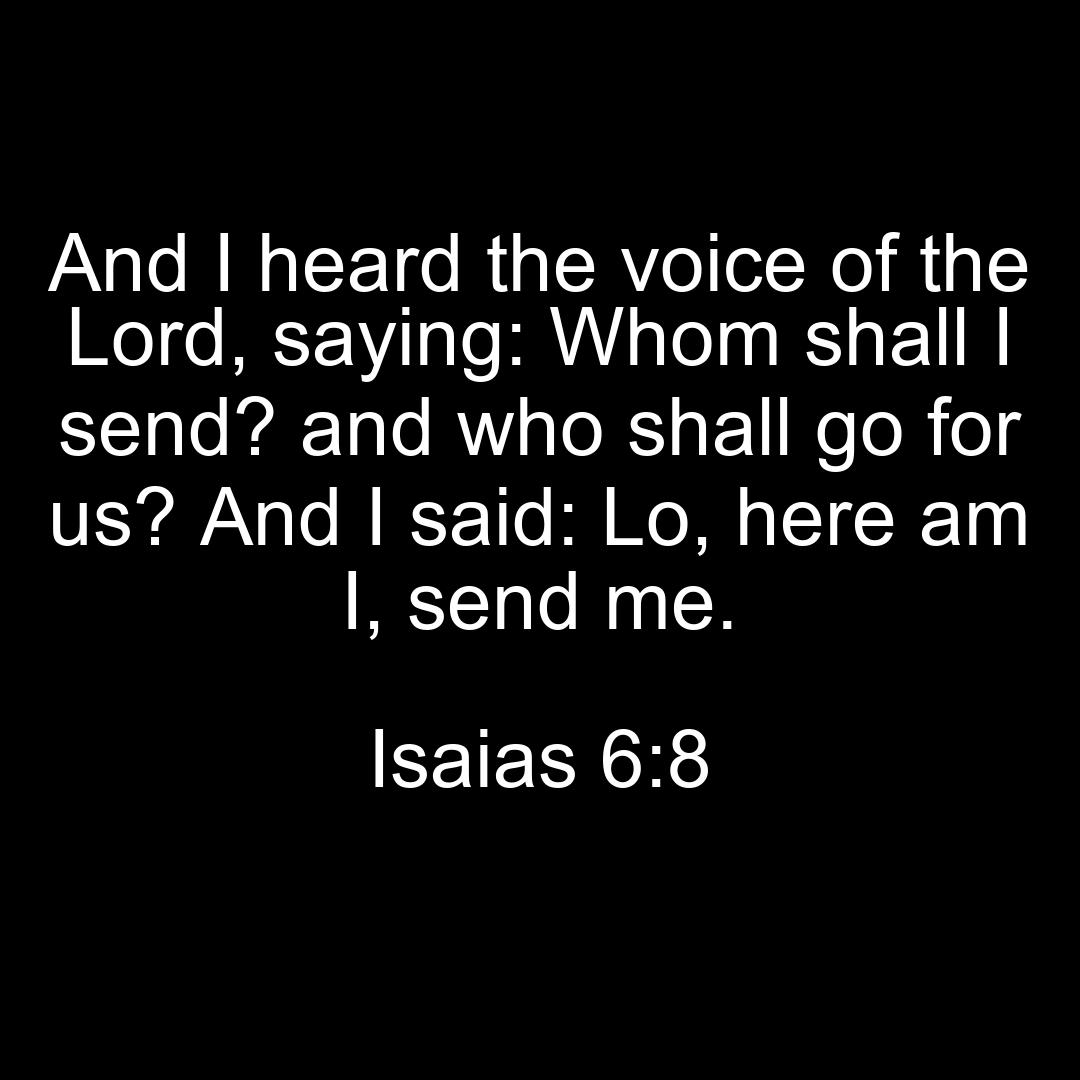 And I heard the voice of the
Lord, saying: Whom shall I
send? and who shall go for
us? And I said: Lo, here am
I, send me.
Isaias 6:8